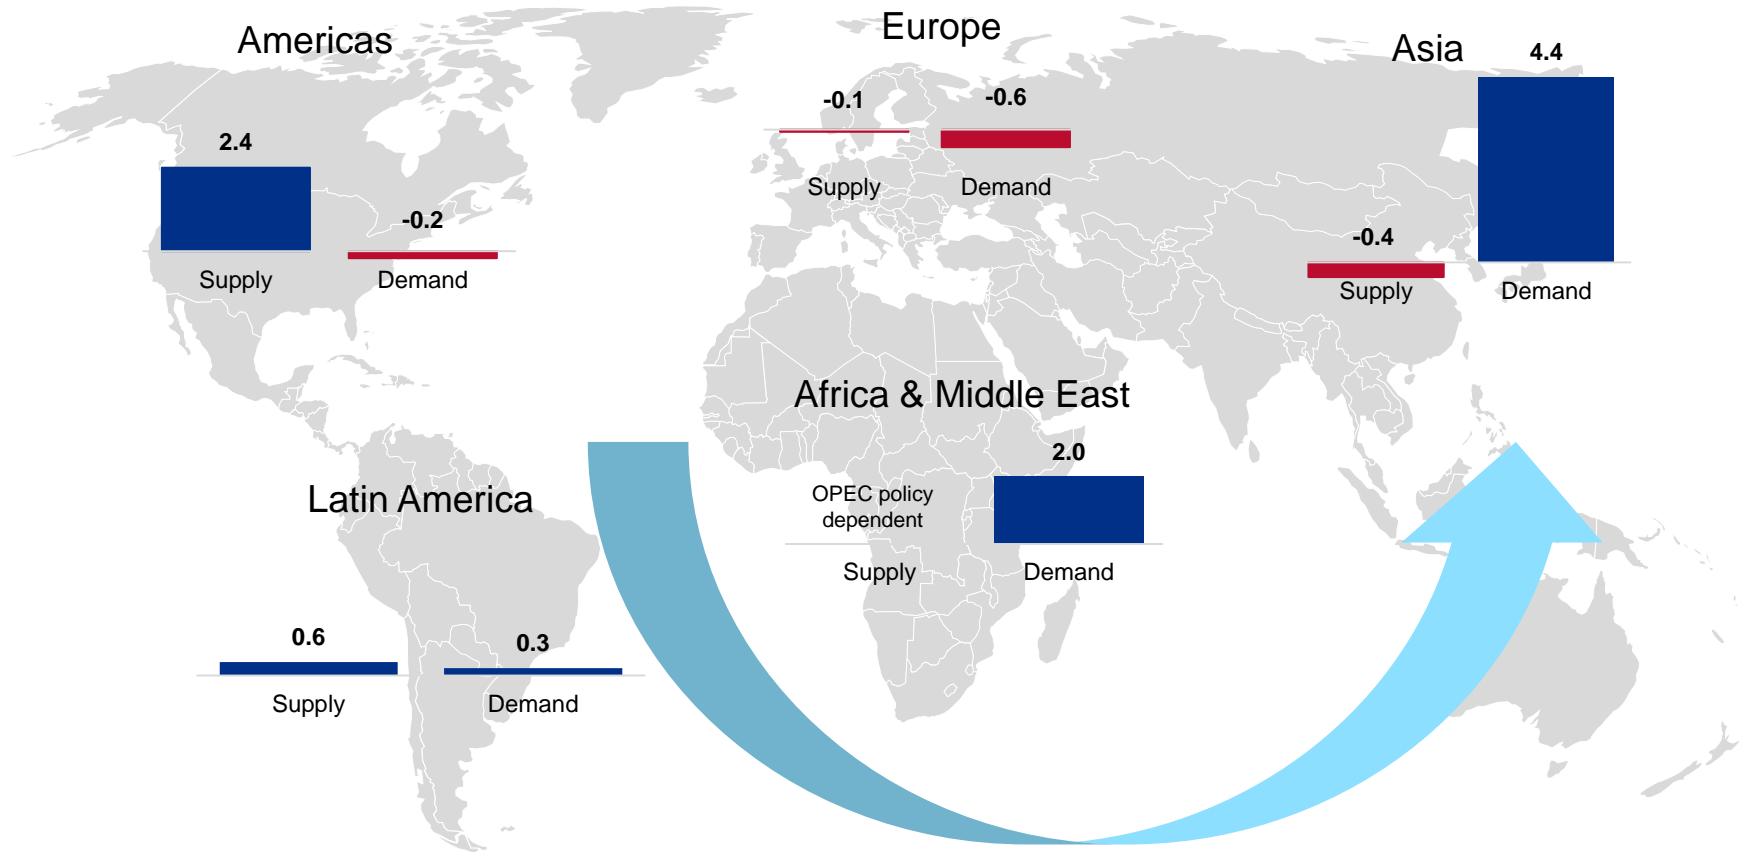 Americas
2.4
-0.2
Supply
Demand
Europe
-0.1
-0.6
Supply
Demand
Asia
4.4
-0.4
Supply
Demand
Africa & Middle East
2.0
OPEC policy
dependent
Supply
Demand
Latin America
0.6
0.3
Supply
Demand